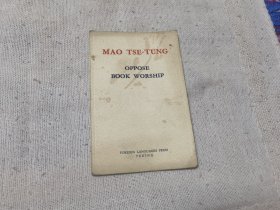 MAO TSE-TUNG
OPPOSE
BOOK WORSHIP
FOREIGN LANGUAGES PRESS
PEKING